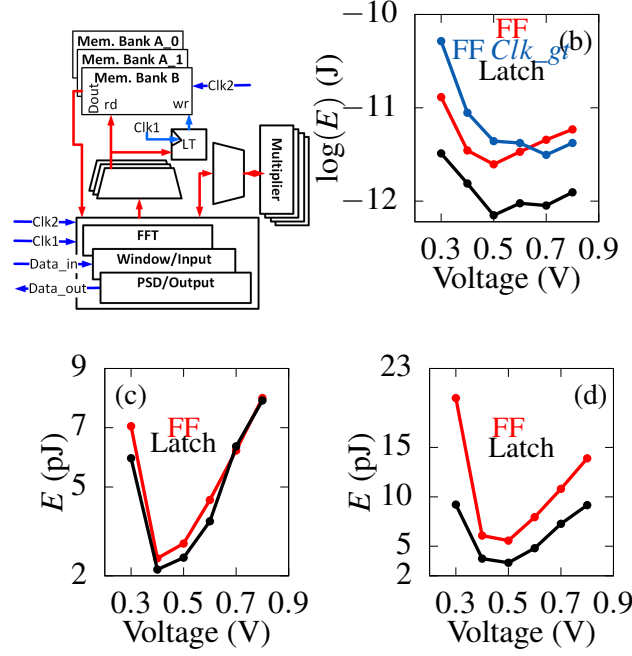 Mem. Bank A_0
Mem. Bank A_1
Mem. Bank B
Dout
rd
wr
Clk2
Clk1
LT
Multiplier
Clk2
Clk1
FFT
Data_in
Window/Input
Data_out
PSD/Output
(b)
FF
FF Clk_gt
Latch
log(E) (J)
−10
−11
−12
0.3 0.5 0.7 0.9
Voltage (V)
(c)
FF
Latch
E (pJ)
9
7
5
2
0.3 0.5 0.7 0.9
Voltage (V)
(d)
FF
Latch
E (pJ)
23
15
10
5
2
0.3 0.5 0.7 0.9
Voltage (V)